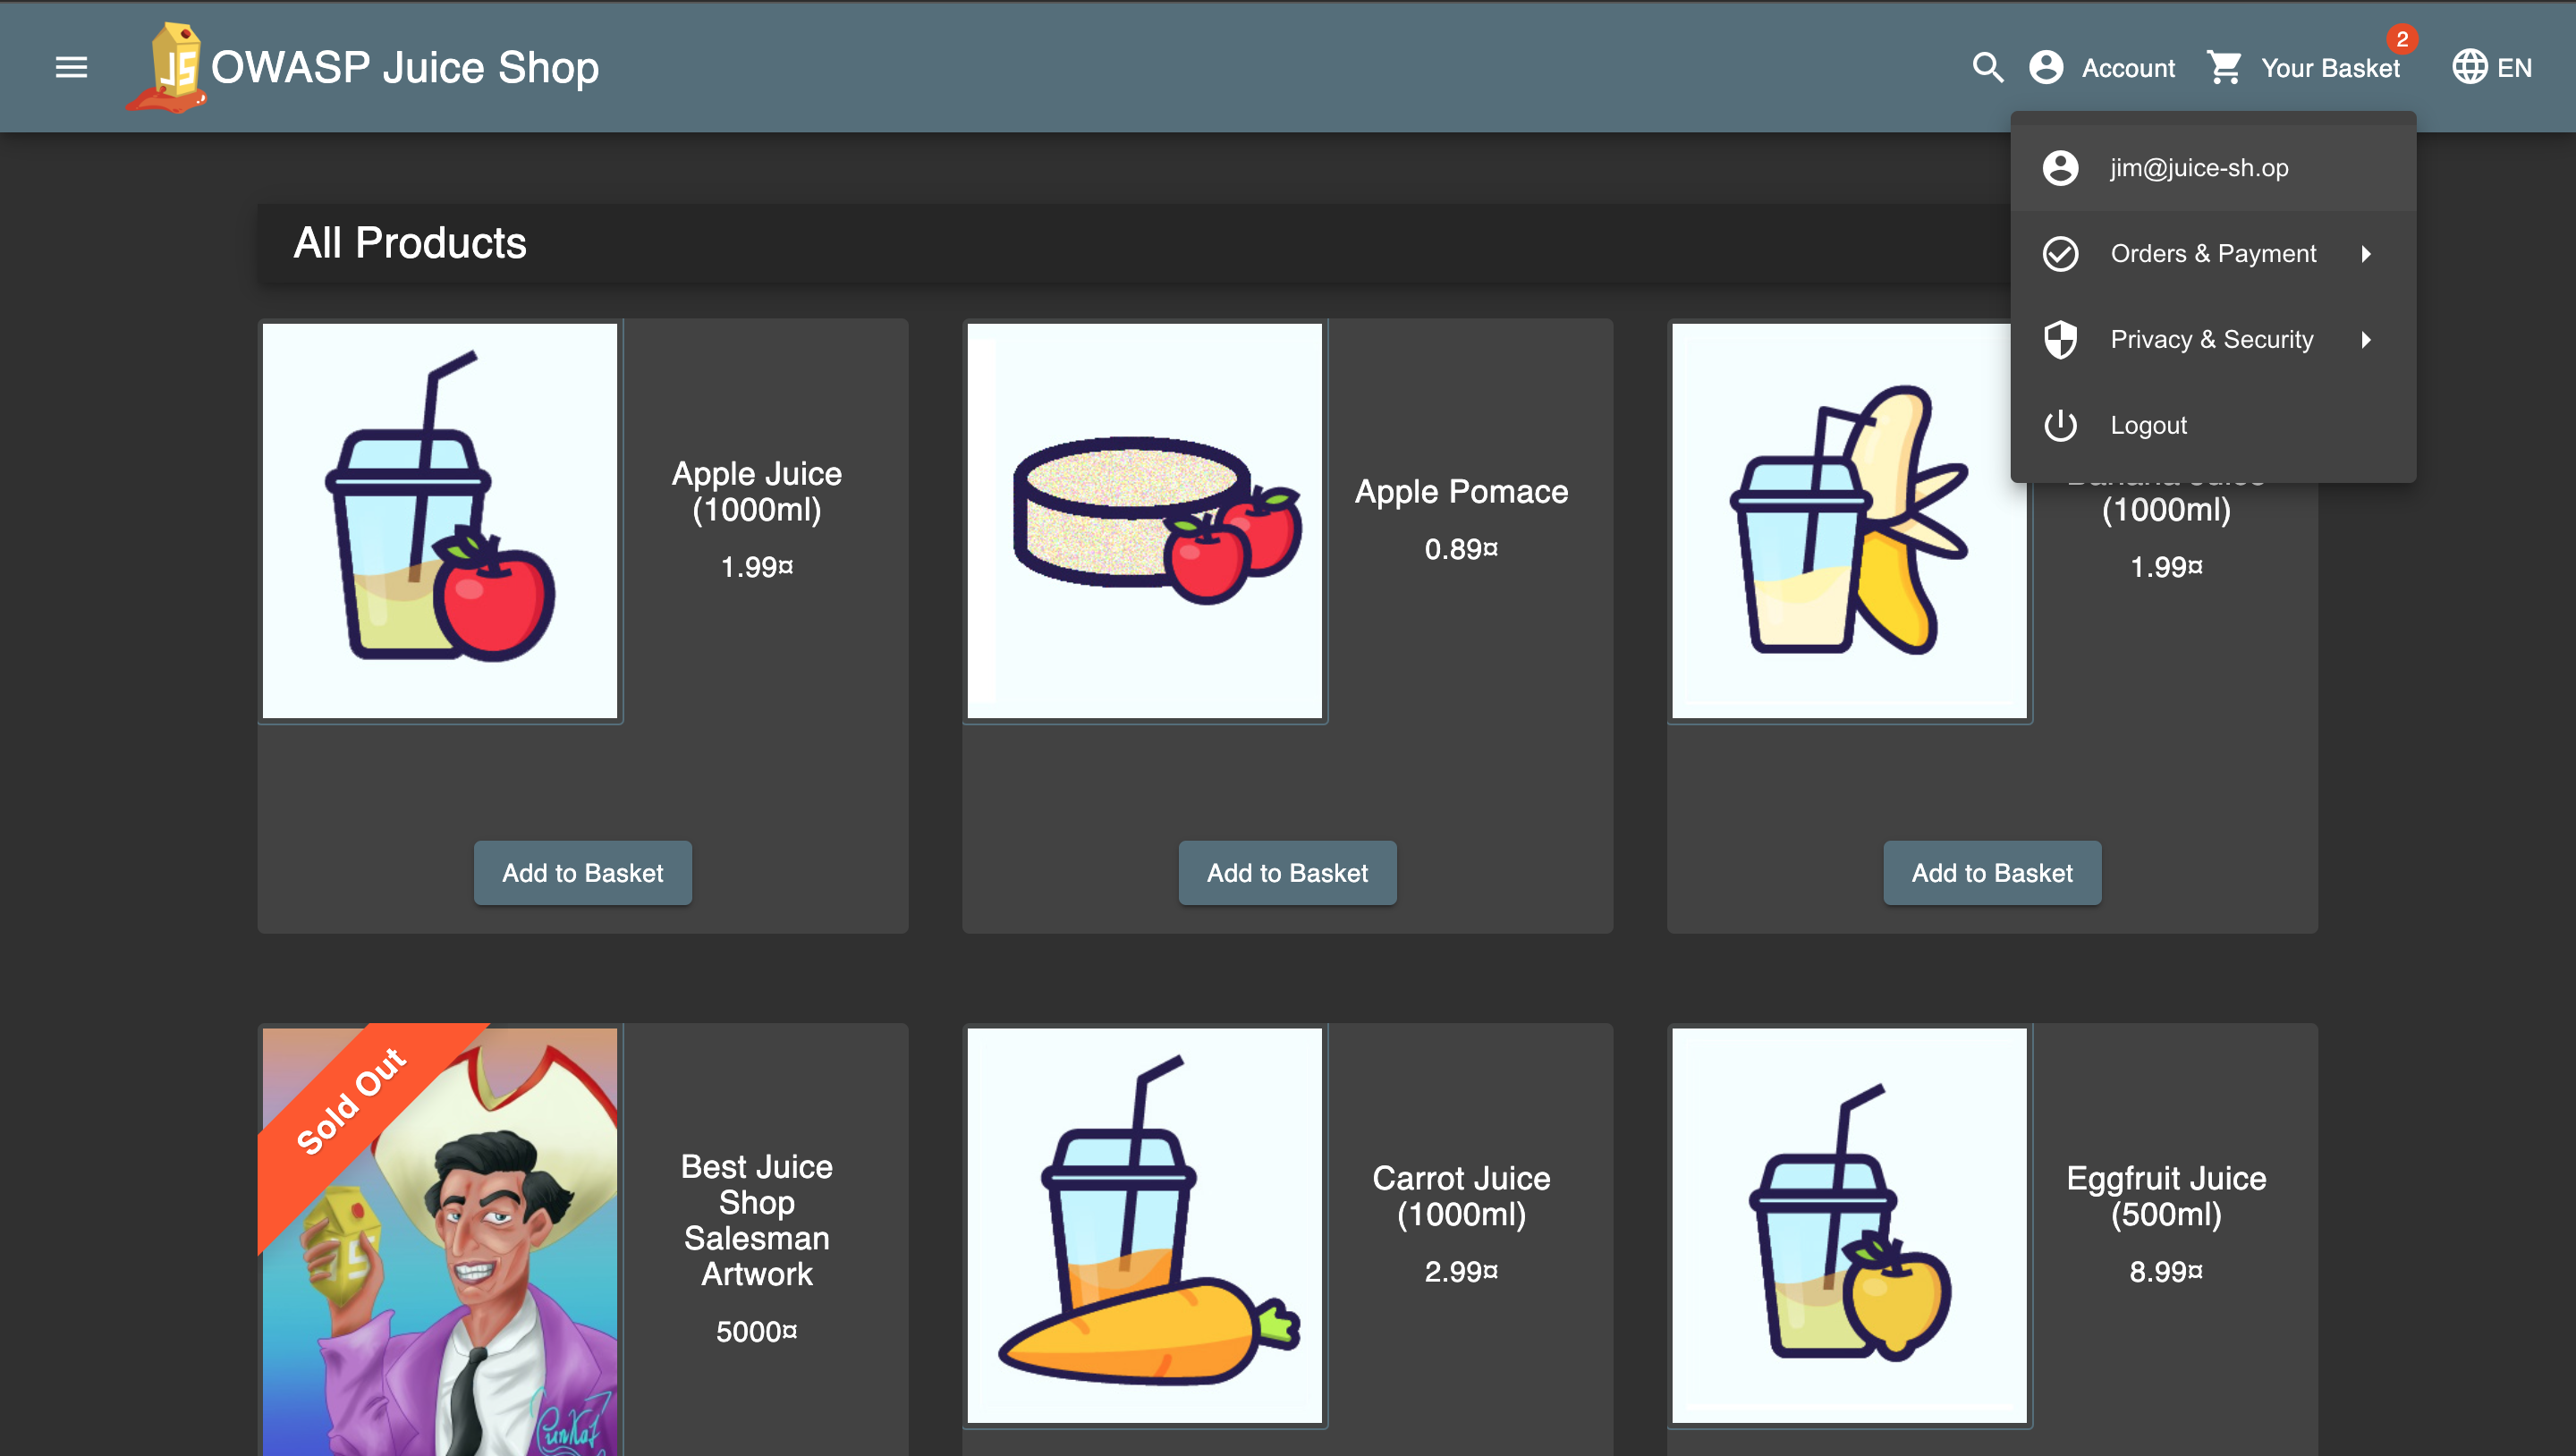 OWASP Juice Shop
Account
Your Basket
2
EN
jim@juice-sh.op
Orders & Payment
Privacy & Security
Logout
All Products
Apple Juice
(1000ml)
1.99¤
Add to Basket
Apple Pomace
0.89¤
Add to Basket
(1000ml)
1.99¤
Add to Basket
Sold Out
Best Juice
Shop
Salesman
Artwork
5000¤
Carrot Juice
(1000ml)
2.99¤
Eggfruit Juice
(500ml)
8.99¤